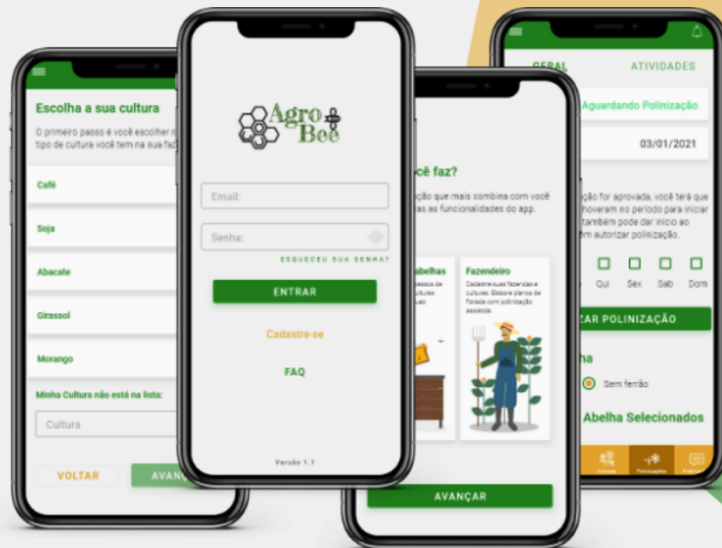 Escolha a sua cultura
O primeiro passo é você escolher
tipo de cultura você tem na sua
Café
Soja
Abacate
Girassol
Morango
Minha Cultura não está na lista:
Cultura
VOLTAR
Agro
Bee
Email:
Senha:
ESQUECEU SUA SENHA?
ENTRAR
Cadastre-se
FAQ
Versão 1.1
cê faz?
ção que mais combina com você
as as funcionalidades do app.
abelhas
Fazendeiro
Cadastre suas fazendas e
culturas. Elabore planos de
florada com polinização
assistida.
AVANÇAR
GERAL
ATIVIDADES
Aguardando Polinização
03/01/2021
ção for aprovada, você terá que
hoveram no período para iniciar
também pode dar início ao
m autorizar polinização.
Qui Sex Sab Dom
ZAR POLINIZAÇÃO
ha
Sem ferrão
Abelha Selecionados